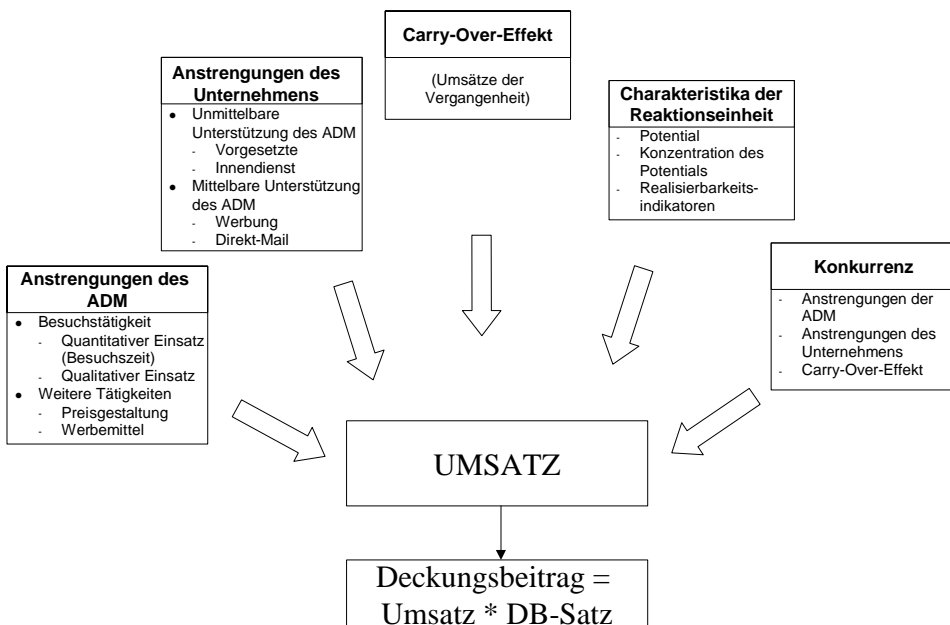 Carry-Over-Effekt
(Umsätze der
Vergangenheit)
Anstrengungen des
Unternehmens
• Unmittelbare
Unterstützung des ADM
- Vorgesetzte
- Innendienst
• Mittelbare Unterstützung
des ADM
- Werbung
- Direkt-Mail
Charakteristika der
Reaktionseinheit
- Potential
- Konzentration des
Potentials
- Realisierbarkeits-
indikatoren
Anstrengungen des
ADM
• Besuchstätigkeit
- Quantitativer Einsatz
(Besuchszeit)
- Qualitativer Einsatz
• Weitere Tätigkeiten
- Preisgestaltung
- Werbemittel
Konkurrenz
- Anstrengungen der
ADM
- Anstrengungen des
Unternehmens
- Carry-Over-Effekt
UMSATZ
Deckungsbeitrag =
Umsatz * DB-Satz